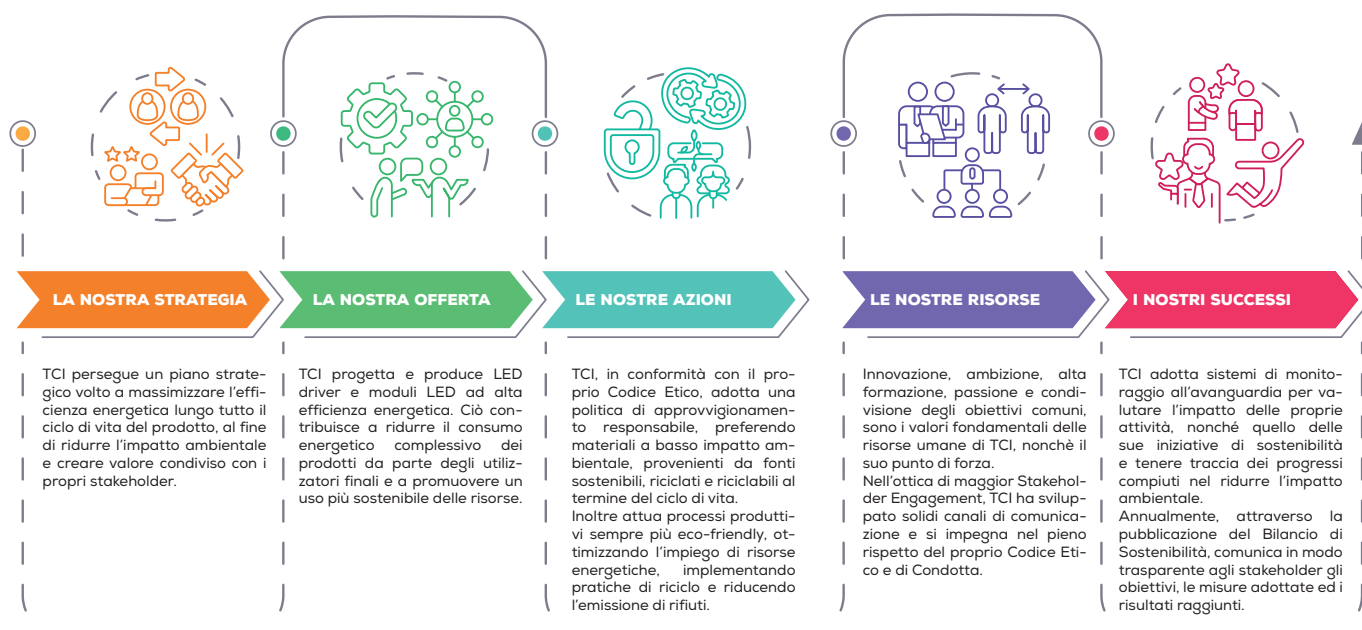 LA NOSTRA STRATEGIA
TCI persegue un piano strate-
gico volto a massimizzare l'effi-
cienza energetica lungo tutto il
ciclo di vita del prodotto, al fine
di ridurre l'impatto ambientale
e creare valore condiviso con i
propri stakeholder.
LA NOSTRA OFFERTA
TCI progetta e produce LED
driver e moduli LED ad alta
efficienza energetica. Ciò con-
tribuisce a ridurre il consumo
energetico complessivo dei
prodotti da parte degli utiliz-
zatori finali e a promuovere un
uso più sostenibile delle risorse.
LE NOSTRE AZIONI
TCI, in conformità con il pro-
prio Codice Etico, adotta una
politica di approvvigionamen-
to responsabile, preferendo
materiali a basso impatto am-
bientale, provenienti da fonti
sostenibili, riciclati e riciclabili al
termine del ciclo di vita.
Inoltre attua processi produtti-
vi sempre più eco-friendly, ot-
timizzando l'impiego di risorse
energetiche, implementando
pratiche di riciclo e riducendo
l'emissione di rifiuti.
LE NOSTRE RISORSE
Innovazione, ambizione, alta
formazione, passione e condi-
visione degli obiettivi comuni,
sono i valori fondamentali delle
risorse umane di TCI, nonchè il
suo punto di forza.
Nell'ottica di maggior Stakehol-
der Engagement, TCI ha svilup-
pato solidi canali di comunica-
zione e si impegna nel pieno
rispetto del proprio Codice Eti-
co e di Condotta.
I NOSTRI SUCCESSI
TCI adotta sistemi di monito-
raggio all'avanguardia per va-
lutare l'impatto delle proprie
attività, nonché quello delle
sue iniziative di sostenibilità
e tenere traccia dei progressi
compiuti nel ridurre l'impatto
ambientale.
Annualmente, attraverso la
pubblicazione del Bilancio di
Sostenibilità, comunica in modo
trasparente agli stakeholder gli
obiettivi, le misure adottate ed i
risultati raggiunti.